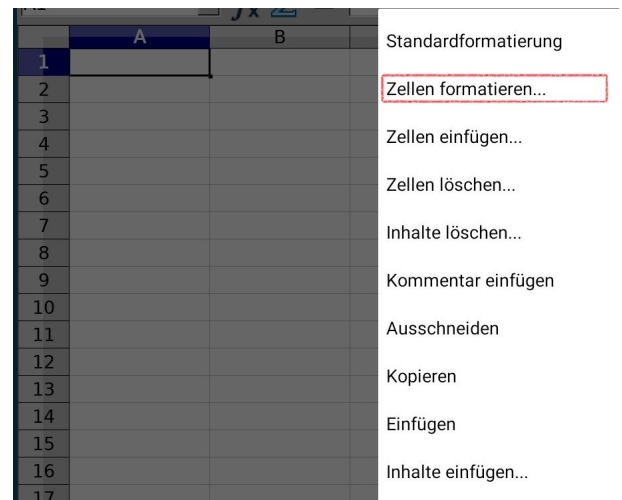 A B
Standardformatierung
1
Zellen formatieren...
2
3
Zellen einfügen...
4
5
Zellen löschen...
6
7
Inhalte löschen...
8
9
Kommentar einfügen
10
11
Ausschneiden
12
13
Kopieren
14
Einfügen
15
16
Inhalte einfügen...
17